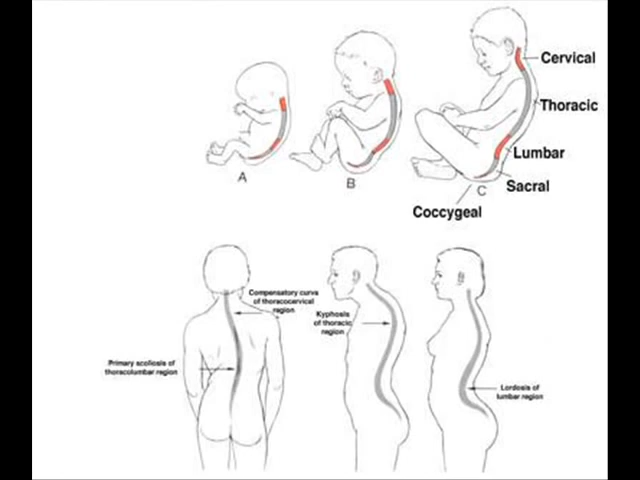 Cervical
Thoracic
Lumbar
A
B
C
Sacral
Coccygeal
Compensatory curve
of thoracocervical
region
Kyphosis
of thoracic
region
Primary scoliosis of
thoracolumbar region
Lordosis of
lumbar region